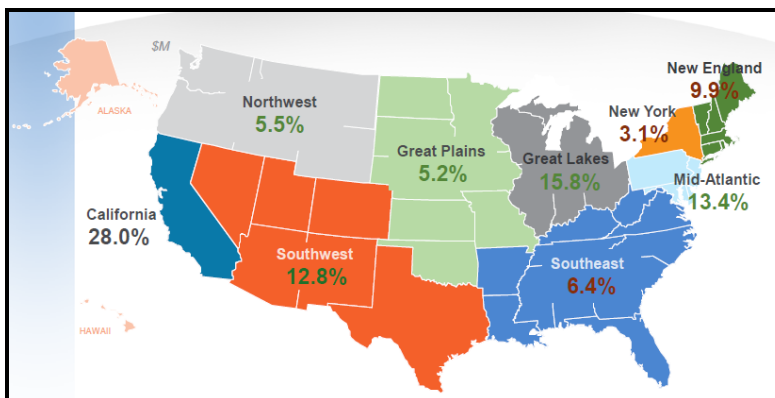 $M
New England
9.9%
ALASKA
Northwest
5.5%
New York
3.1%
Great Plains
5.2%
Great Lakes
15.8%
Mid-Atlantic
13.4%
California
28.0%
Southwest
12.8%
Southeast
6.4%
HAWAII